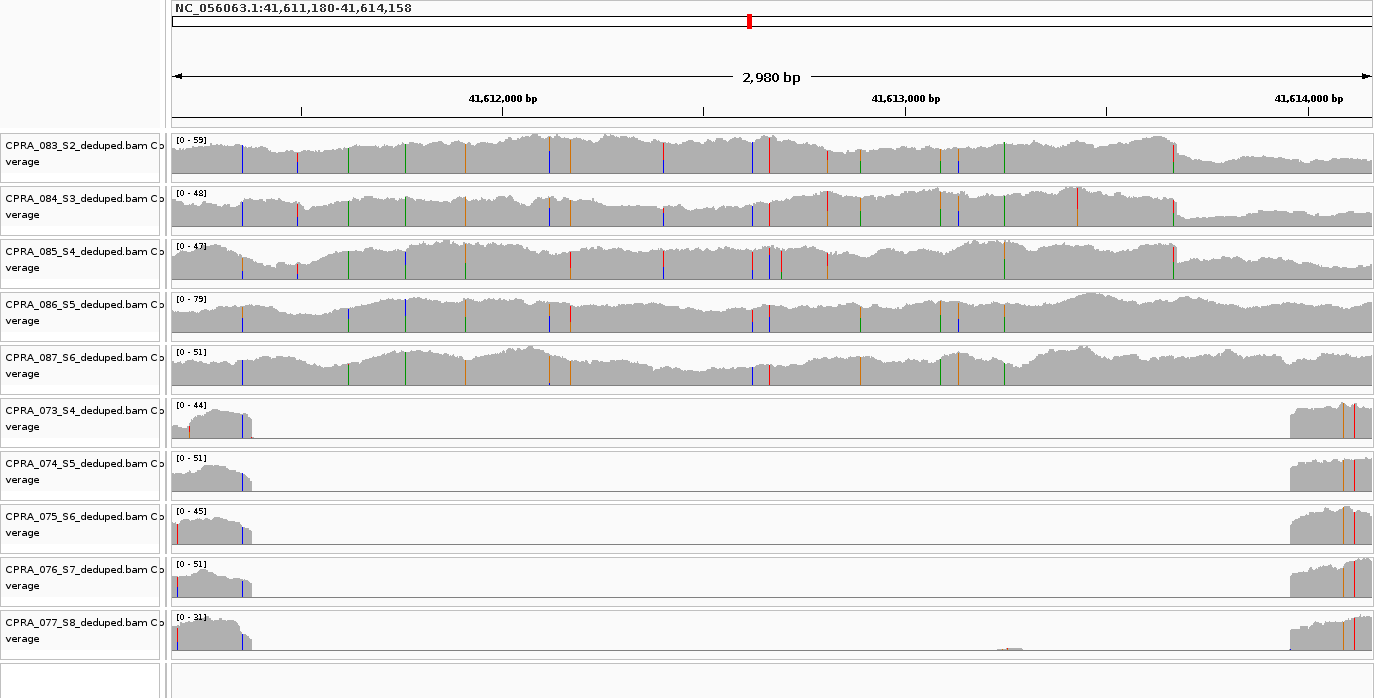 NC_056063.1:41,611,180-41,614,158
2,980 bp
41,612,000 bp 41,613,000 bp 41,614,000 bp
CPRA_083_S2_deduped.bam Co
verage
[0 - 59]
CPRA_084_S3_deduped.bam Co
verage
[0 - 48]
CPRA_085_S4_deduped.bam Co
verage
[0 - 47]
CPRA_086_S5_deduped.bam Co
verage
[0 - 79]
CPRA_087_S6_deduped.bam Co
verage
[0 - 51]
CPRA_073_S4_deduped.bam Co
verage
[0 - 44]
CPRA_074_S5_deduped.bam Co
verage
[0 - 51]
CPRA_075_S6_deduped.bam Co
verage
[0 - 45]
CPRA_076_S7_deduped.bam Co
verage
[0 - 51]
CPRA_077_S8_deduped.bam Co
verage
[0 - 31]